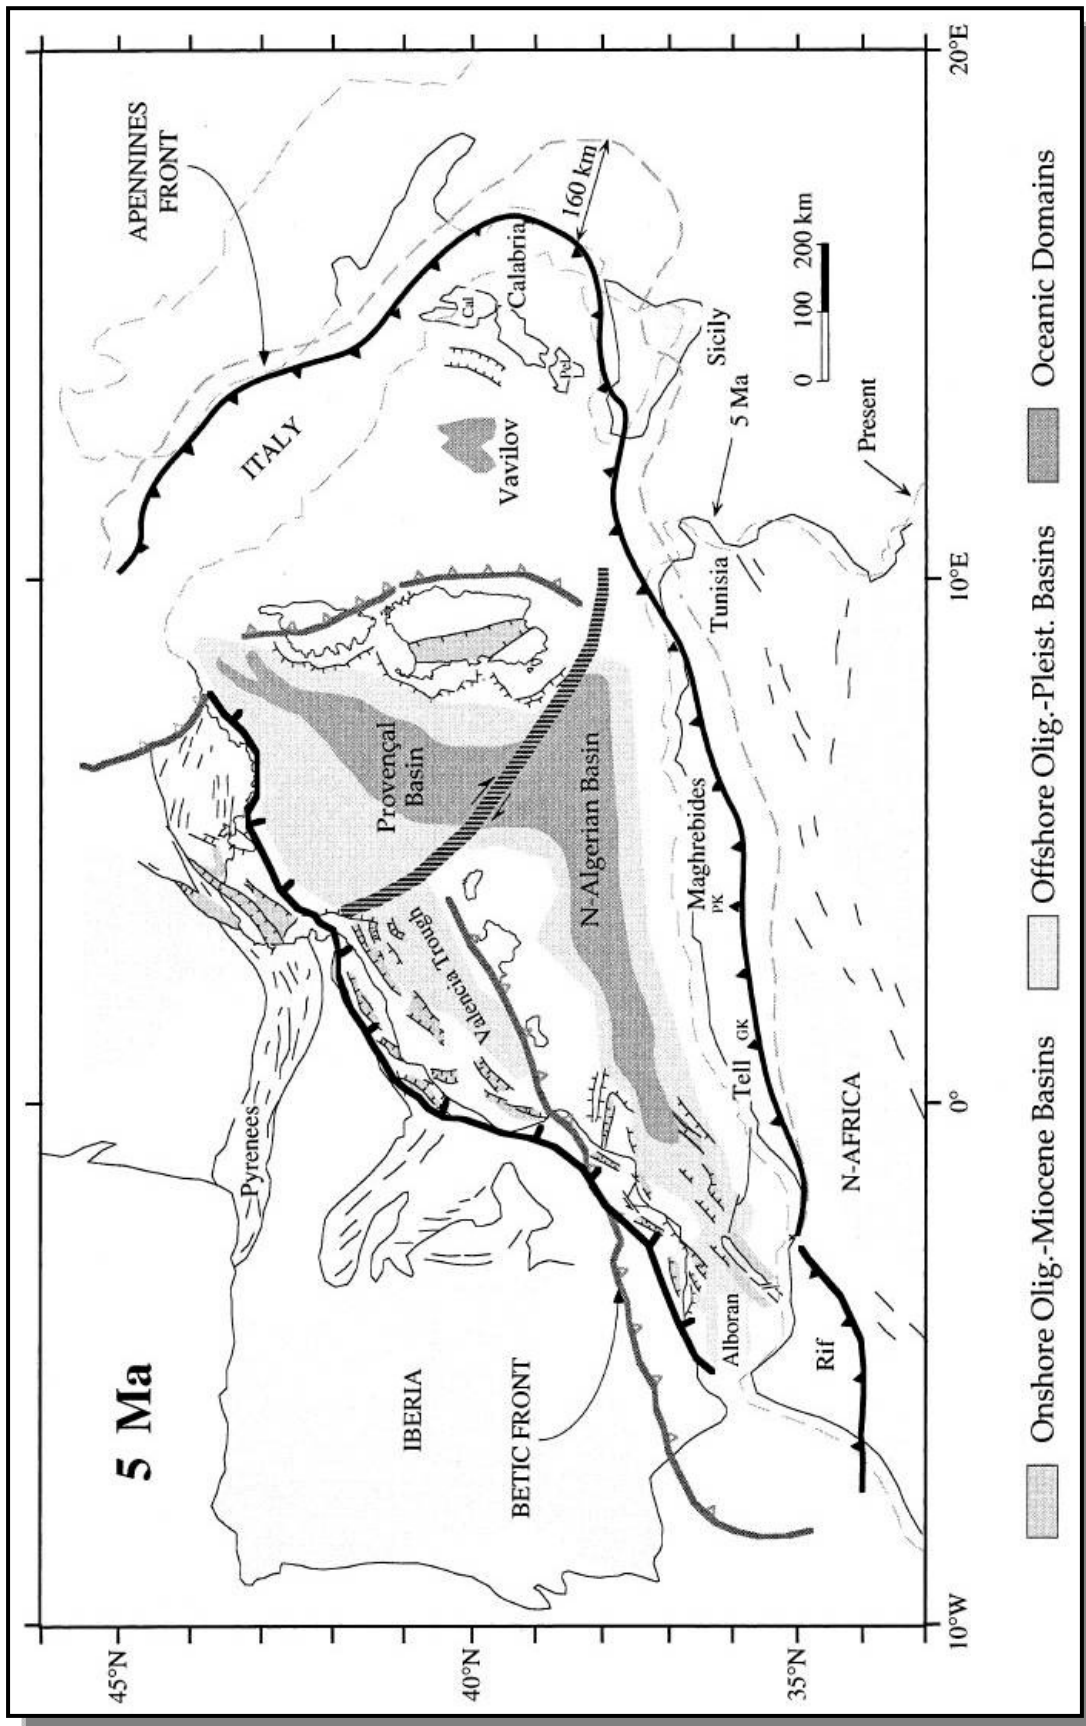 5 Ma
45°N
40°N
35°N
10°W
0°
10°E
20°E
APENNINES
FRONT
ITALY
160 km
Calabria
Cal
Pel
Vavilov
Sicily
0 100 200 km
5 Ma
Present
Tunisia
Provençal
Basin
N-Algerian Basin
Maghrebides
PK
Valencia Trough
Pyrenees
GK
Tell
N-AFRICA
IBERIA
BETIC FRONT
Alboran
Rif
Onshore Olig.-Miocene Basins
Offshore Olig.-Pleist. Basins
Oceanic Domains